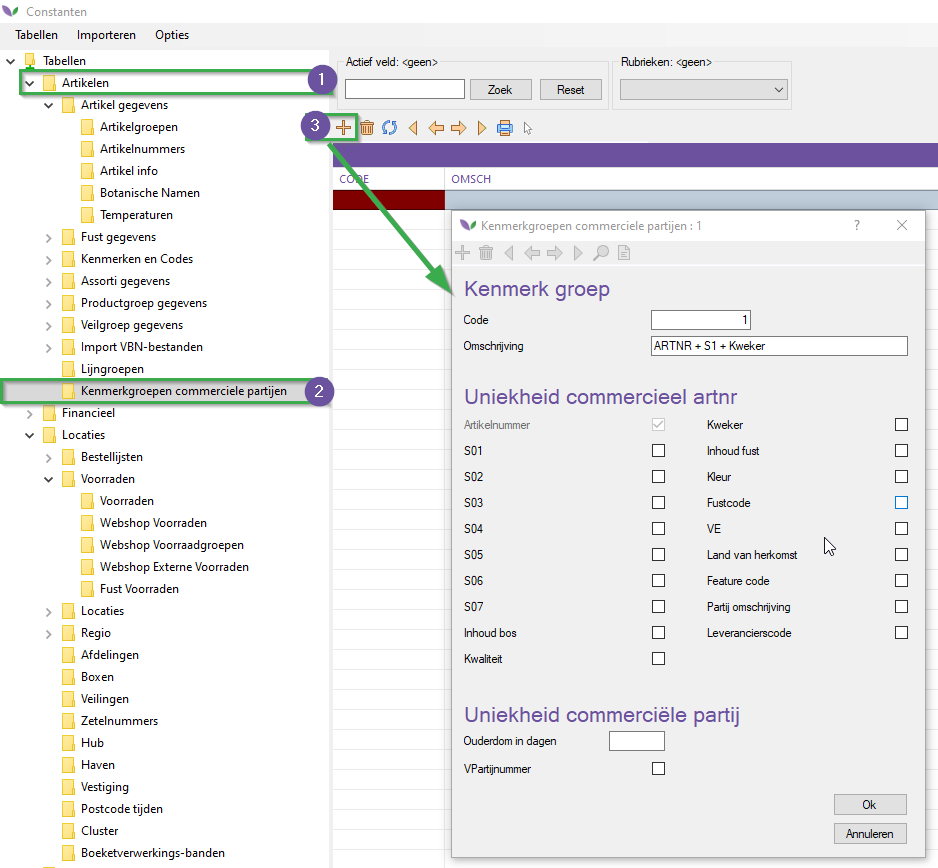 Constanten
Tabellen Importeren Opties
Tabellen
Artikelen 1
Artikel gegevens
Artikelgroepen
Artikelnummers
Artikel info
Botanische Namen
Temperaturen
Fust gegevens
Kenmerken en Codes
Assorti gegevens
Productgroep gegevens
Veilgroep gegevens
Import VBN-bestanden
Lijngroepen
Kenmerkgroepen commerciele partijen 2
Financieel
Locaties
Bestellijsten
Voorraden
Voorraden
Webshop Voorraden
Webshop Voorraadgroepen
Webshop Externe Voorraden
Fust Voorraden
Locaties
Regio
Afdelingen
Boxen
Veilingen
Zetelnummers
Hub
Haven
Vestiging
Postcode tijden
Cluster
Boeketverwerkings-banden
Actief veld: <geen>
Zoek Reset
Rubrieken: <geen>
3
CODE OMSCH
Kenmerkgroepen commerciele partijen : 1 ?
Kenmerk groep
Code 1
Omschrijving ARTNR + S1 + Kweker
Uniekheid commercieel artnr
Artikelnummer Kweker
S01 Inhoud fust
S02 Kleur
S03 Fustcode
S04 VE
S05 Land van herkomst
S06 Feature code
S07 Partij omschrijving
Inhoud bos Leverancierscode
Kwaliteit
Uniekheid commerciële partij
Ouderdom in dagen
VPartijnummer
Ok
Annuleren